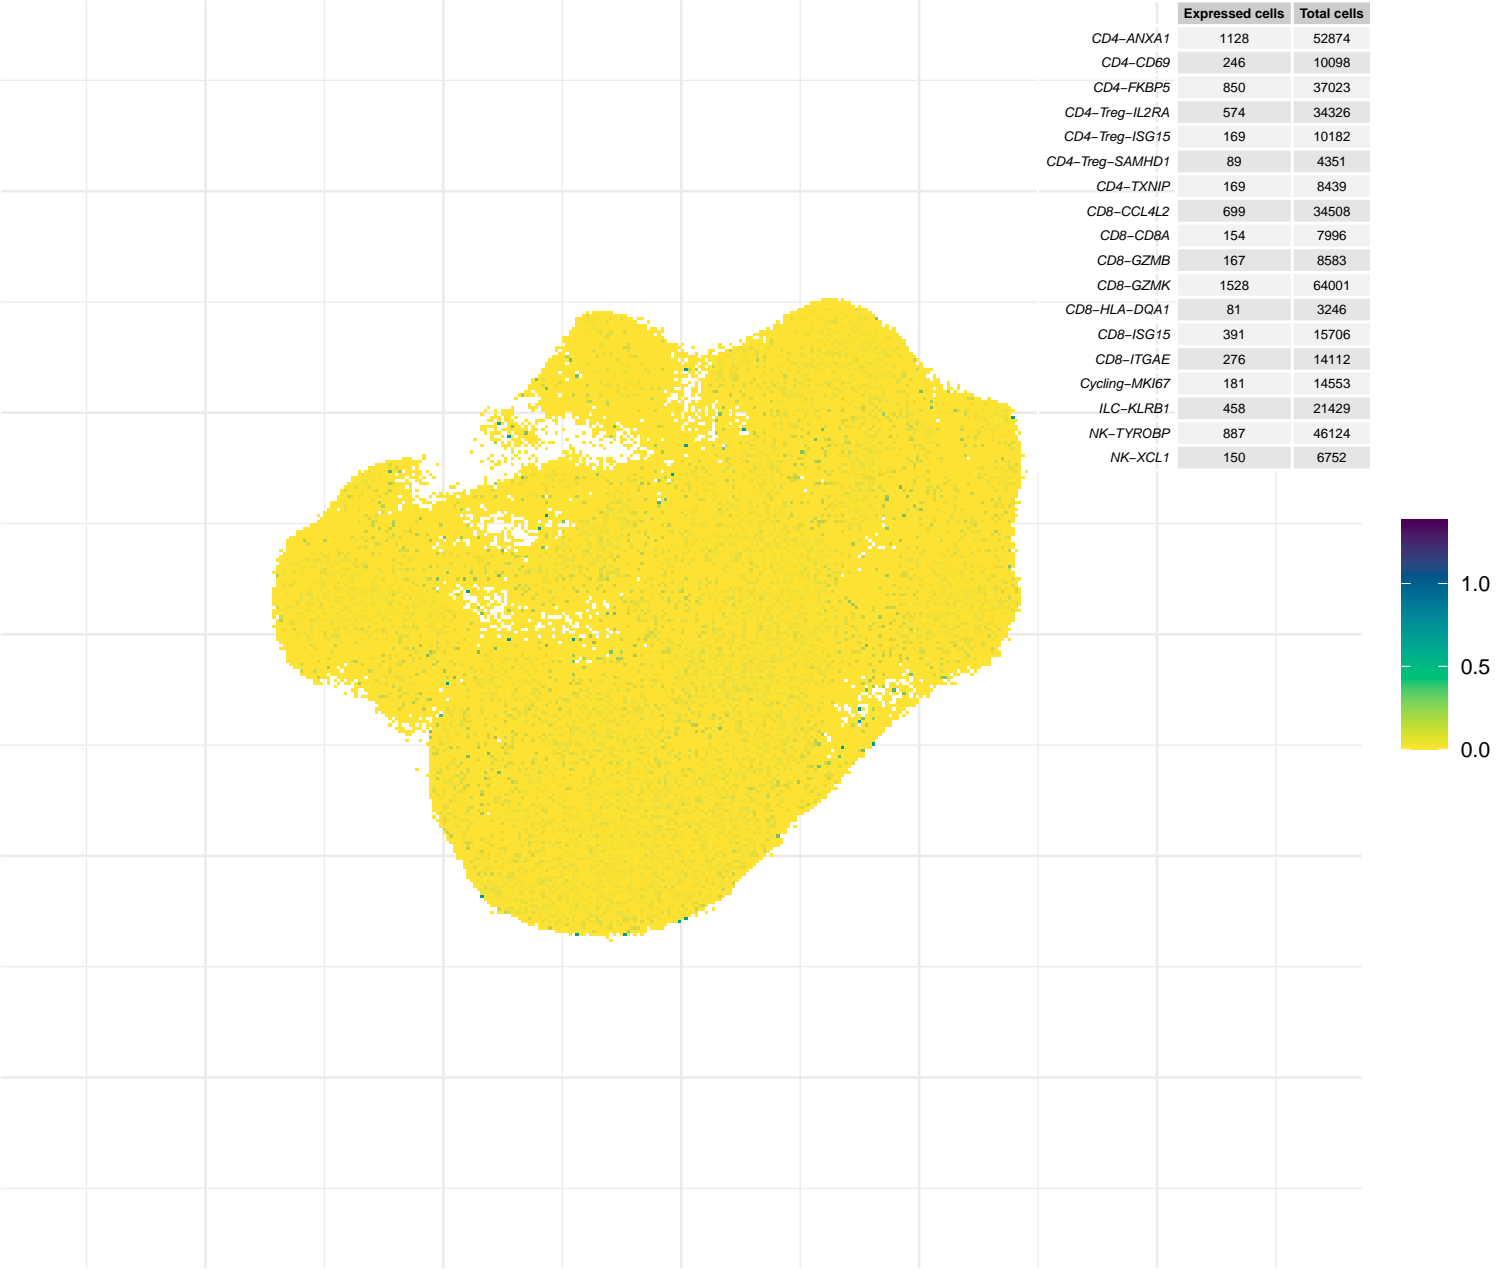 Expressed cells Total cells
CD4−ANXA1 1128 52874
CD4−CD69 246 10098
CD4−FKBP5 850 37023
CD4−Treg−IL2RA 574 34326
CD4−Treg−ISG15 169 10182
CD4−Treg−SAMHD1 89 4351
CD4−TXNIP 169 8439
CD8−CCL4L2 699 34508
CD8−CD8A 154 7996
CD8−GZMB 167 8583
CD8−GZMK 1528 64001
CD8−HLA−DQA1 81 3246
CD8−ISG15 391 15706
CD8−ITGAE 276 14112
Cycling−MKI67 181 14553
ILC−KLRB1 458 21429
NK−TYROBP 887 46124
NK−XCL1 150 6752
1.0
0.5
0.0